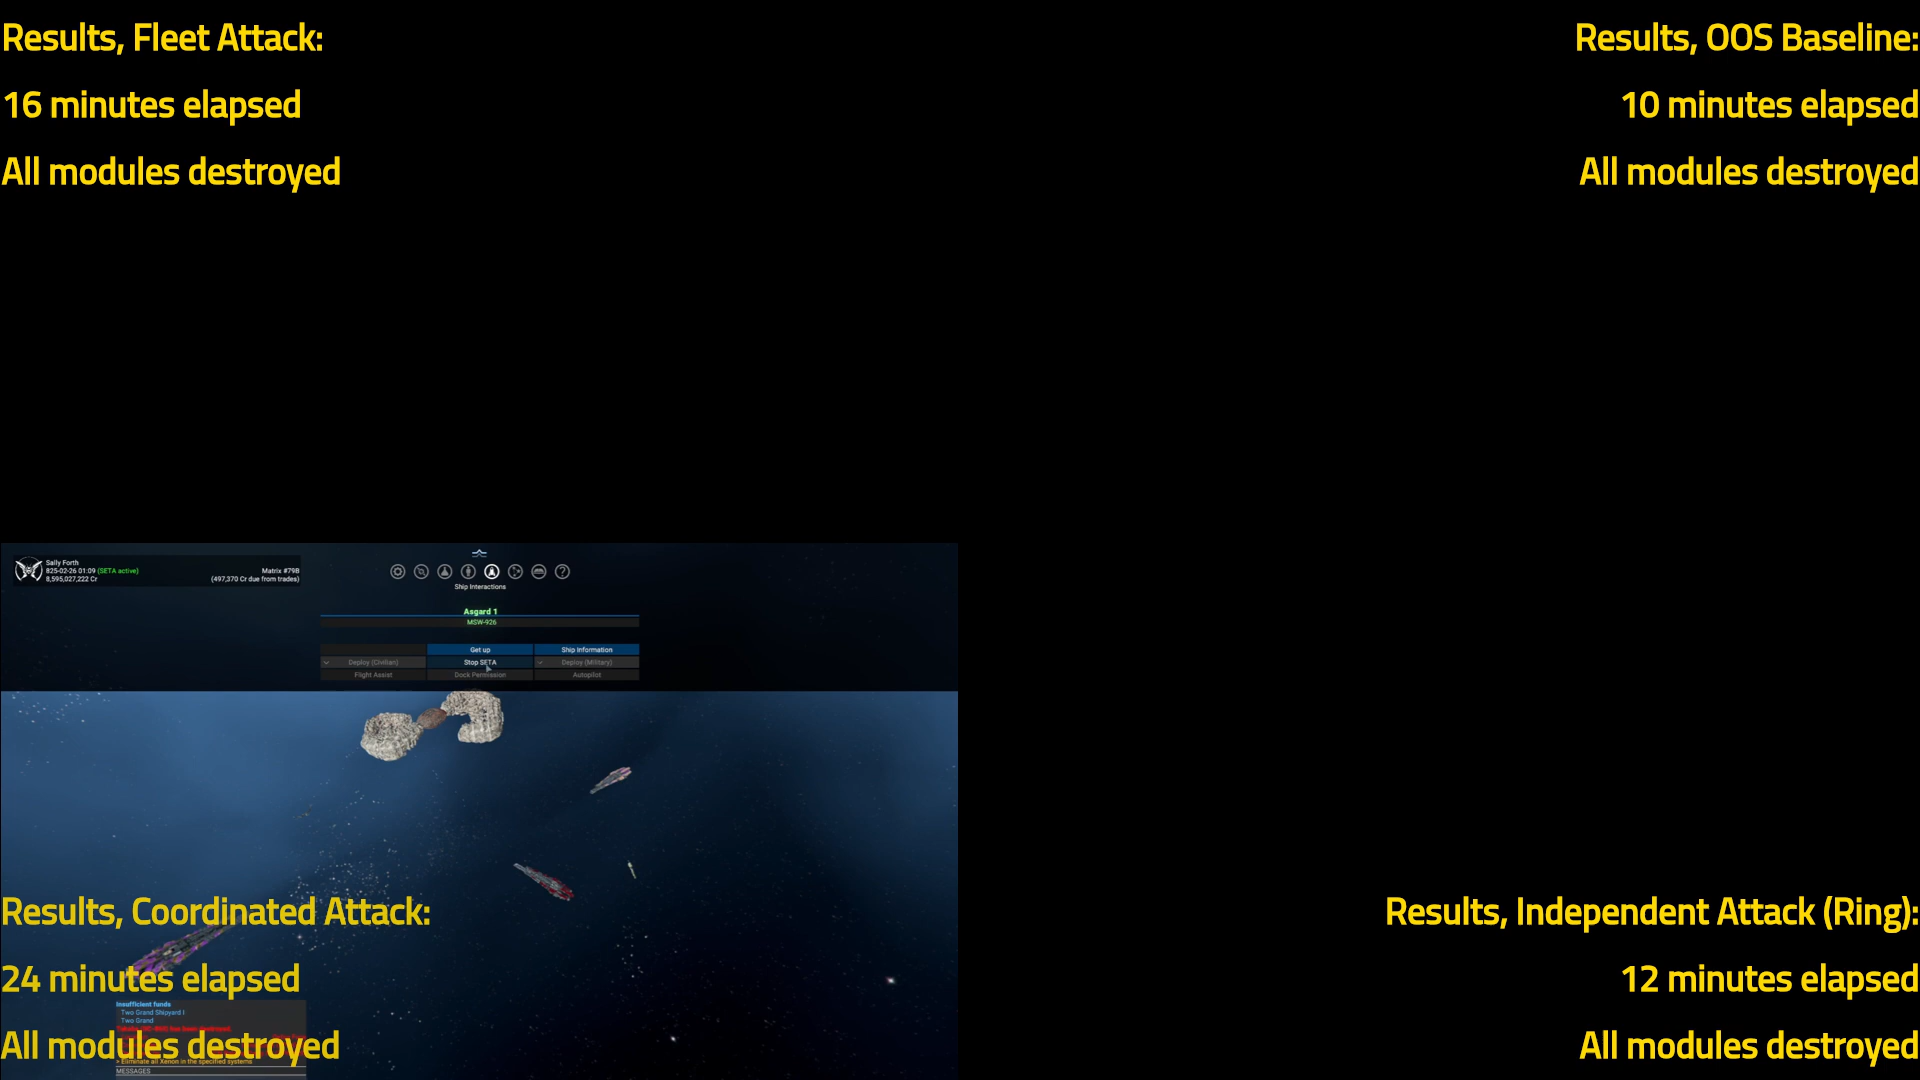 Results, Fleet Attack:
16 minutes elapsed
All modules destroyed
Results, OOS Baseline:
10 minutes elapsed
All modules destroyed
Sally Forth
825-02-26 01:09 (SETA active)
8,595,027,222 Cr
Matrix #79B
(497,370 Cr due from trades)
Ship Interactions
Asgard 1
MSW-926
Get up
Ship Information
Deploy (Civilian)
Stop SETA
Deploy (Military)
Flight Assist
Dock Permission
Autopilot
Results, Coordinated Attack:
24 minutes elapsed
All modules destroyed
Insufficient funds
Two Grand Shipyard I
Two Grand
has been destroyed.
> Eliminate all Xenon in the specified systems
MESSAGES
Results, Independent Attack (Ring):
12 minutes elapsed
All modules destroyed